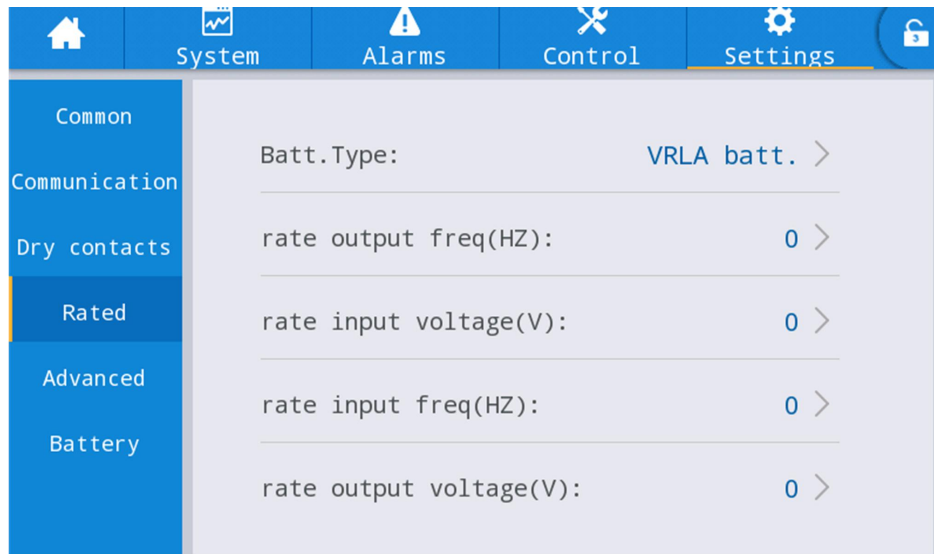 System
Alarms
Control
Settings
3
Common
Communication
Dry contacts
Rated
Advanced
Battery
Batt.Type: VRLA batt.
rate output freq(HZ): 0
rate input voltage(V): 0
rate input freq(HZ): 0
rate output voltage(V): 0